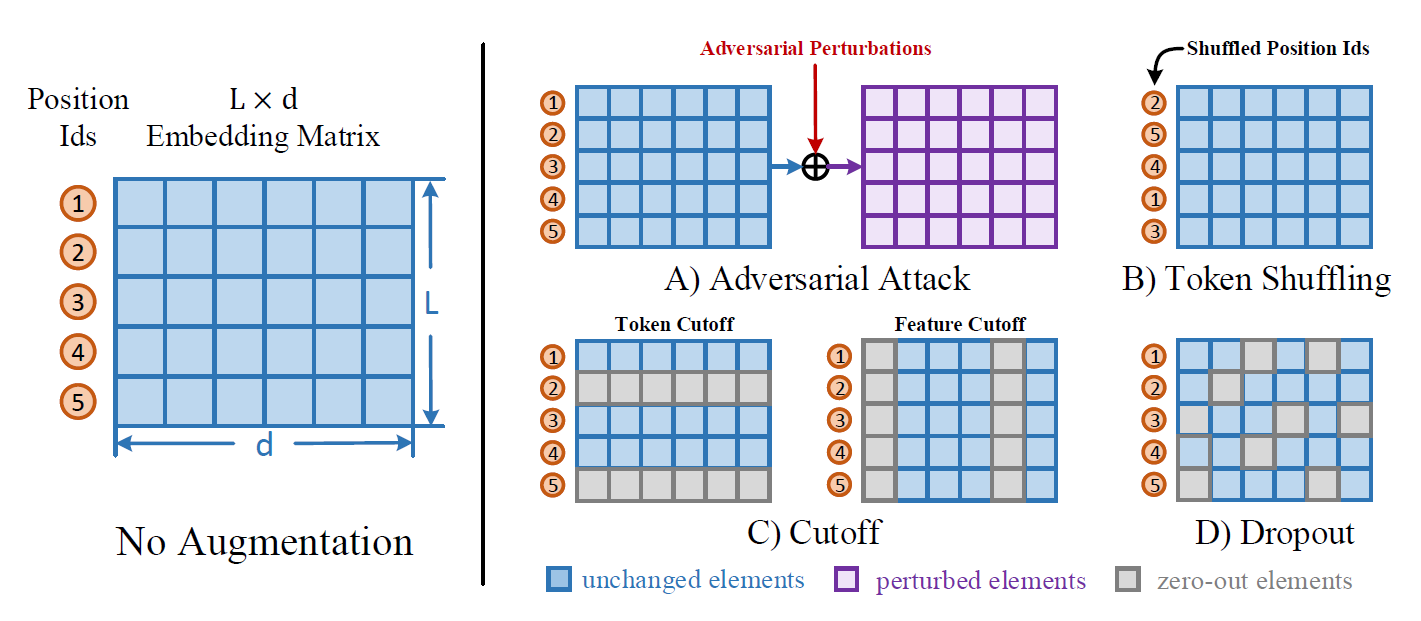 Position
Ids
L × d
Embedding Matrix
1
2
3
4
5
L
d
No Augmentation
Adversarial Perturbations
1
2
3
4
5
A) Adversarial Attack
Shuffled Position Ids
2
5
4
1
3
B) Token Shuffling
Token Cutoff
1
2
3
4
5
Feature Cutoff
1
2
3
4
5
C) Cutoff
1
2
3
4
5
D) Dropout
unchanged elements
perturbed elements
zero-out elements